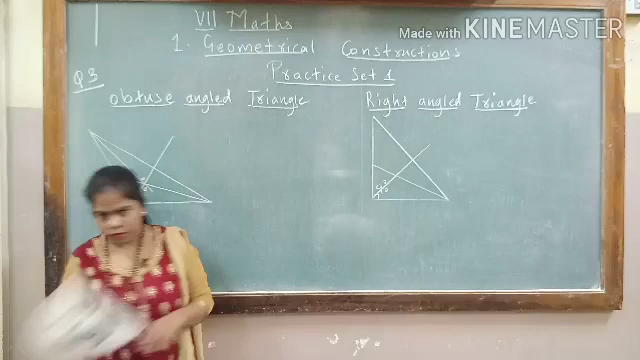 VII Maths
Made with KINEMASTER
1. Geometrical Constructions
Practice Set 1
Q3
Obtuse angled Triangle
Right angled Triangle